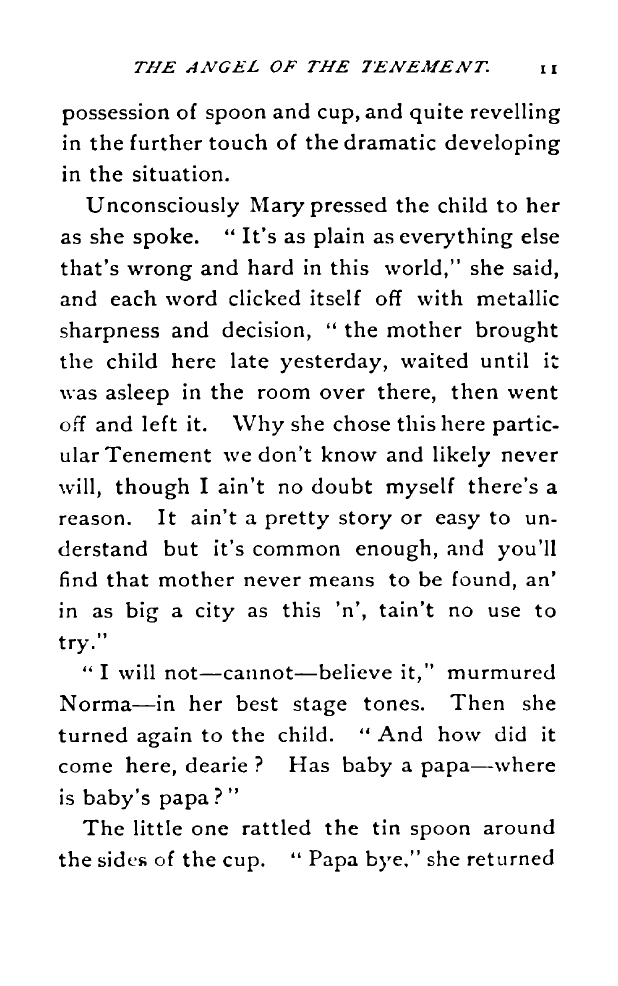 THE ANGEL OF THE TENEMENT. 11
possession of spoon and cup, and quite revelling
in the further touch of the dramatic developing
in the situation.
Unconsciously Mary pressed the child to her
as she spoke. “ It's as plain as everything else
that's wrong and hard in this world,” she said,
and each word clicked itself off with metallic
sharpness and decision, “ the mother brought
the child here late yesterday, waited until it
was asleep in the room over there, then went
off and left it. Why she chose this here partic-
ular Tenement we don't know and likely never
will, though I ain't no doubt myself there's a
reason. It ain't a pretty story or easy to un-
derstand but it's common enough, and you'll
find that mother never means to be found, an'
in as big a city as this 'n', tain't no use to
try.”
“ I will not—cannot—believe it,” murmured
Norma—in her best stage tones. Then she
turned again to the child. “ And how did it
come here, dearie ? Has baby a papa—where
is baby's papa ? ”
The little one rattled the tin spoon around
the sides of the cup. “ Papa bye,” she returned